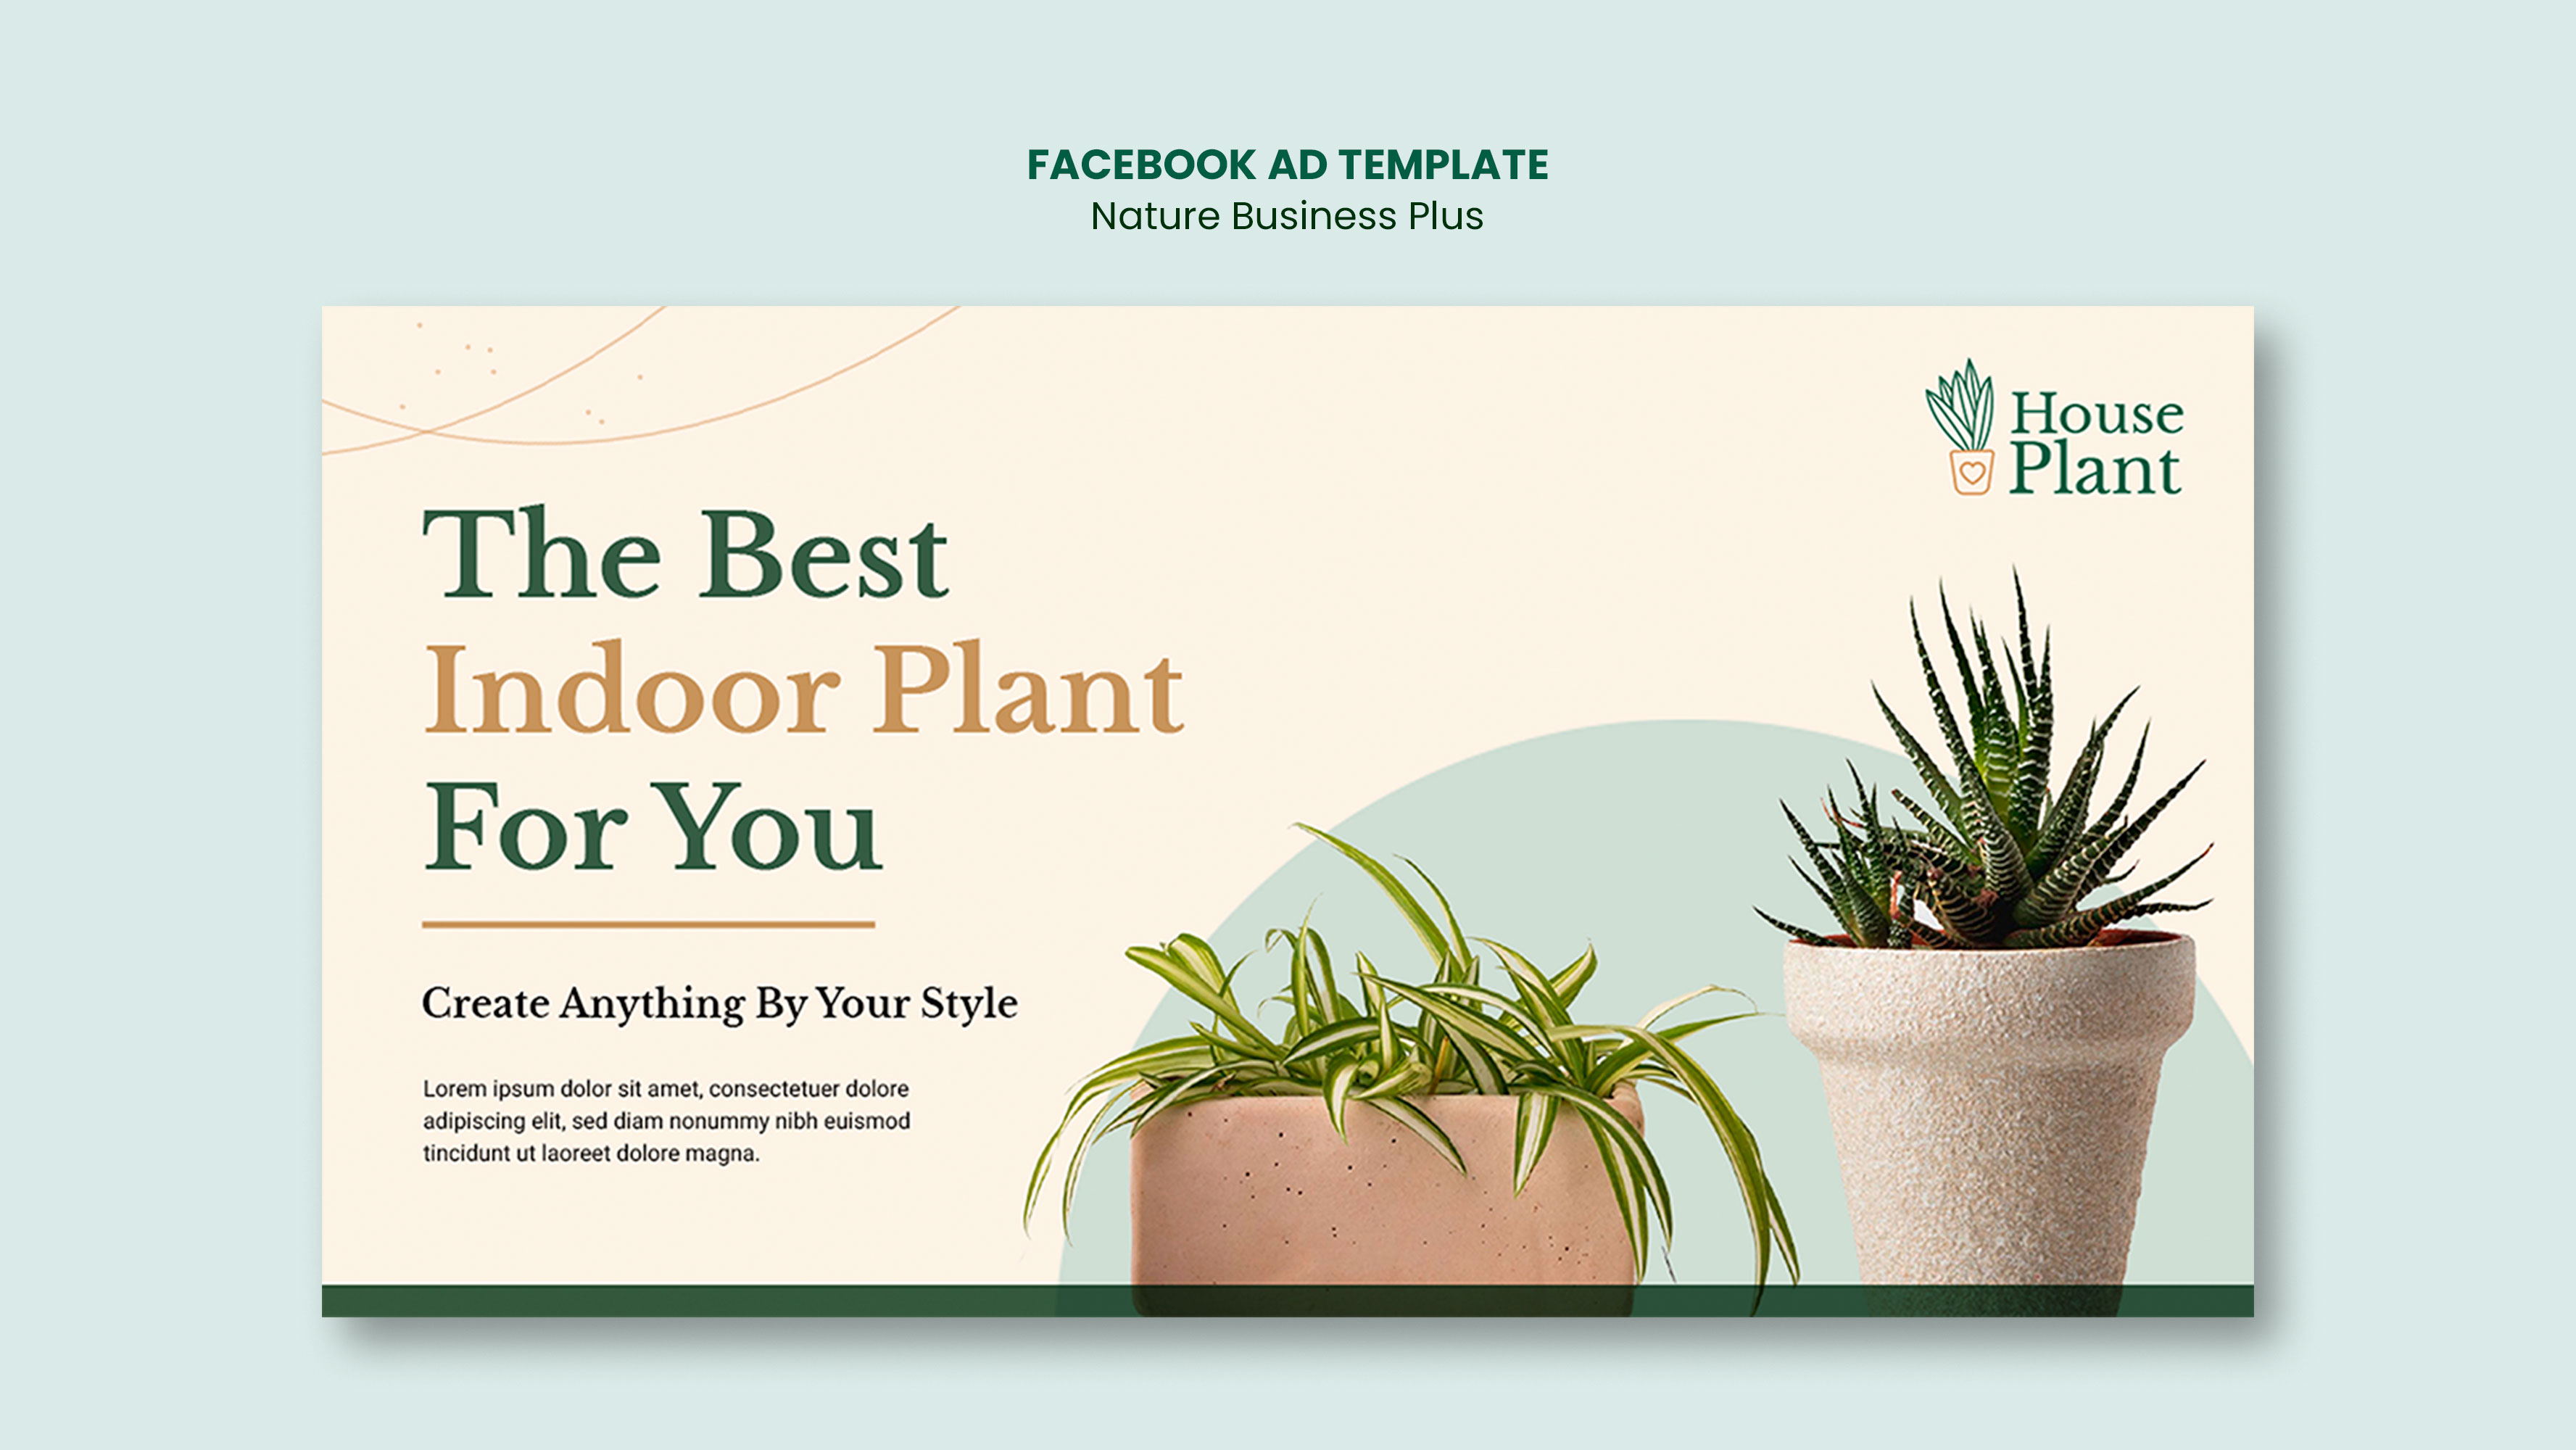 FACEBOOK AD TEMPLATE
Nature Business Plus
House
Plant
The Best
Indoor Plant
For You
Create Anything By Your Style
Lorem ipsum dolor sit amet, consectetuer dolore
adipiscing elit, sed diam nonummy nibh euismod
tincidunt ut laoreet dolore magna.